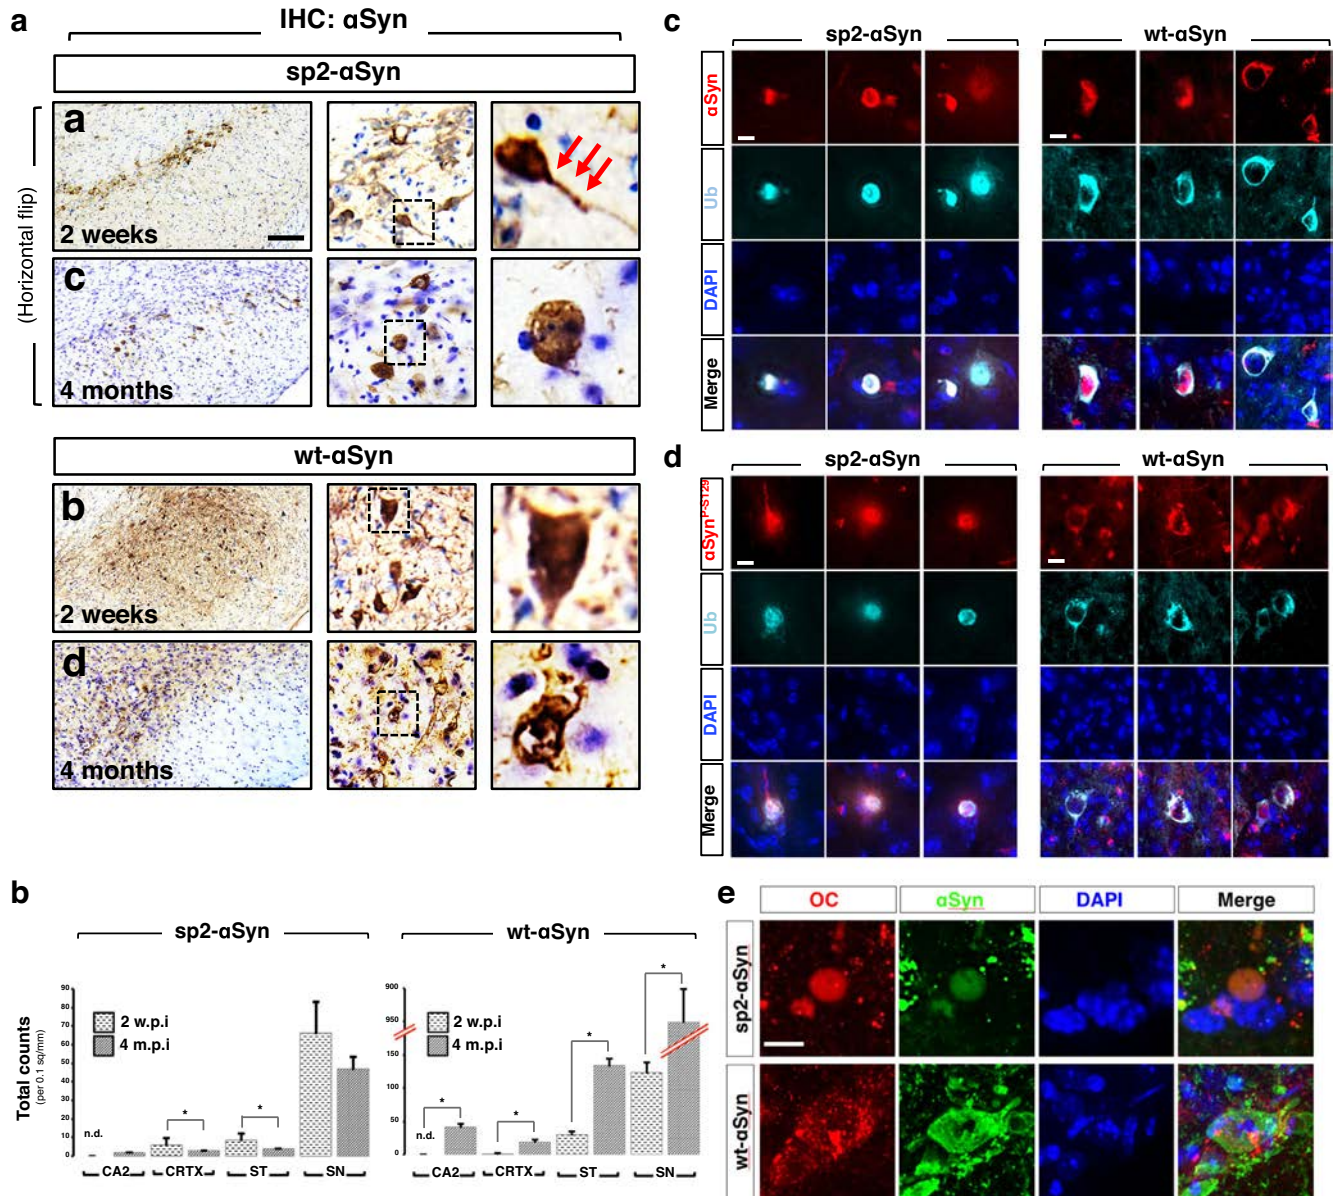 a
IHC: αSyn
sp2-αSyn
(Horizontal flip)
a
2 weeks
c
4 months
wt-αSyn
b
2 weeks
d
4 months
b
sp2-αSyn
wt-αSyn
Total counts
(per 0.1 sq/mm)
90
80
70
60
50
40
30
20
10
0
2 w.p.i
4 m.p.i
n.d.
*
*
CA2
CRTX
ST
SN
900
950
150
100
50
0
2 w.p.i
4 m.p.i
n.d.
*
*
*
*
CA2
CRTX
ST
SN
c
sp2-αSyn
wt-αSyn
αSyn
Ub
DAPI
Merge
d
sp2-αSyn
wt-αSyn
αSynP-S129
Ub
DAPI
Merge
e
OC
αSyn
DAPI
Merge
sp2-αSyn
wt-αSyn